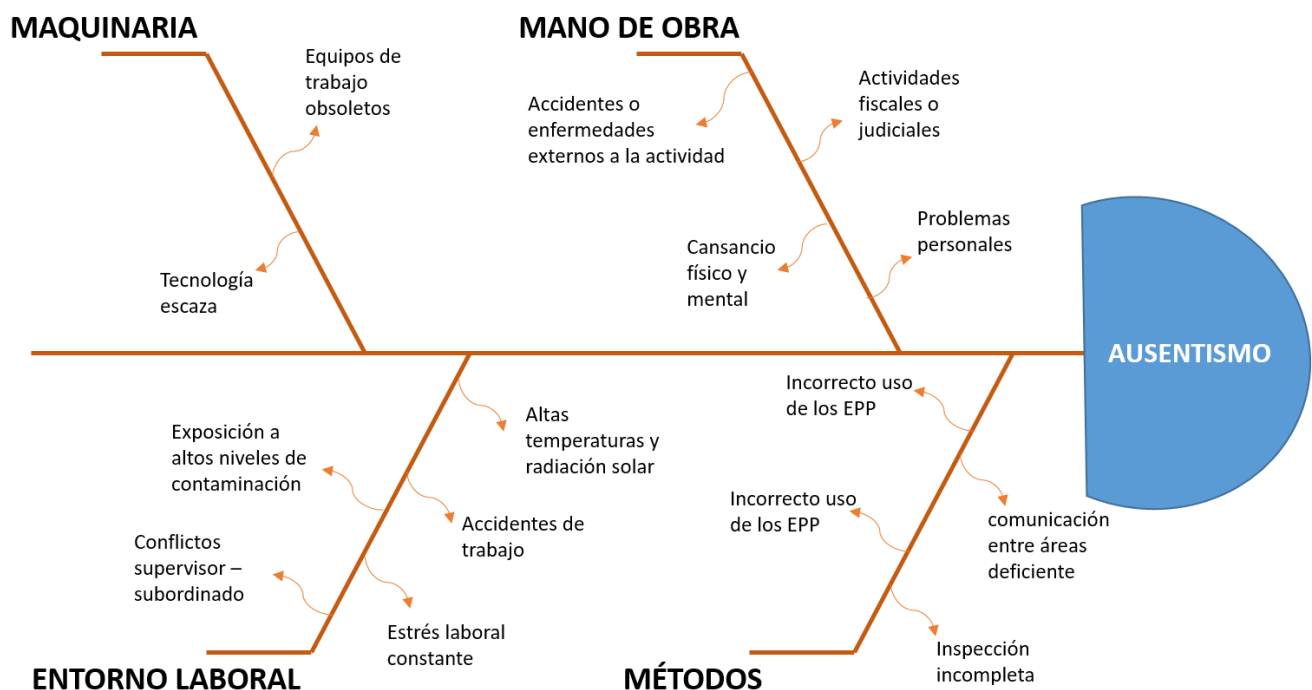 MAQUINARIA
Equipos de
trabajo
obsoletos
Tecnología
escaza
MANO DE OBRA
Accidentes o
enfermedades
externos a la actividad
Actividades
fiscales o
judiciales
Cansancio
físico y
mental
Problemas
personales
AUSENTISMO
Altas
temperaturas y
radiación solar
Exposición a
altos niveles de
contaminación
Accidentes de
trabajo
Conflictos
supervisor –
subordinado
Estrés laboral
constante
ENTORNO LABORAL
Incorrecto uso
de los EPP
Incorrecto uso
de los EPP
comunicación
entre áreas
deficiente
Inspección
incompleta
MÉTODOS